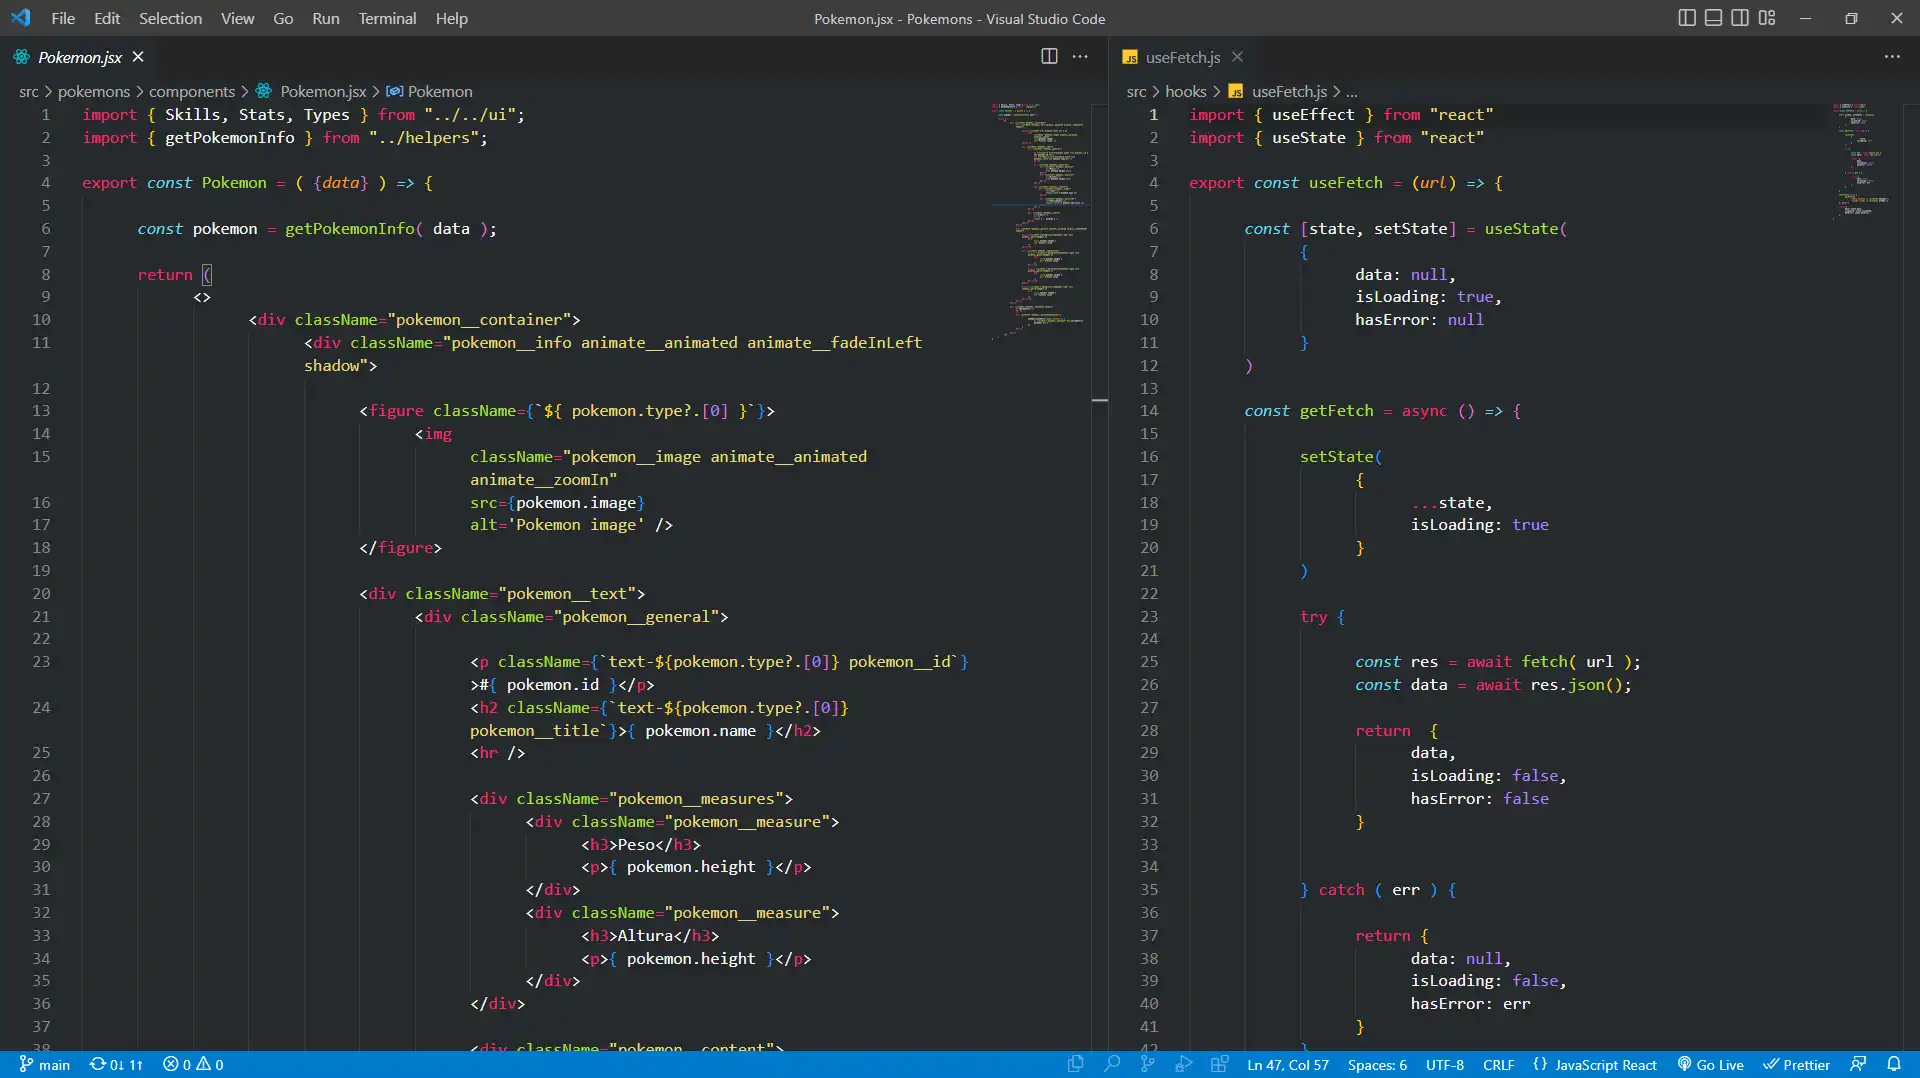 File Edit Selection View Go Run Terminal Help
Pokemon.jsx - Pokemons - Visual Studio Code
Pokemon.jsx
src > pokemons > components > Pokemon.jsx > Pokemon
1 import { Skills, Stats, Types } from "../../ui";
2 import { getPokemonInfo } from "../helpers";
3
4 export const Pokemon = ( {data} ) => {
5
6 const pokemon = getPokemonInfo( data );
7
8 return (
9 <>
10 <div className="pokemon__container">
11 <div className="pokemon__info animate__animated animate__fadeInLeft
shadow">
12
13 <figure className={`${ pokemon.type?.[0] }`}>
14 <img
15 className="pokemon__image animate__animated
animate__zoomIn"
16 src={pokemon.image}
17 alt='Pokemon image' />
18 </figure>
19
20 <div className="pokemon__text">
21 <div className="pokemon__general">
22
23 <p className={`text-${pokemon.type?.[0]} pokemon__id`}
>#{ pokemon.id }</p>
24 <h2 className={`text-${pokemon.type?.[0]}
pokemon__title`}>{ pokemon.name }</h2>
25 <hr />
26
27 <div className="pokemon__measures">
28 <div className="pokemon__measure">
29 <h3>Peso</h3>
30 <p>{ pokemon.height }</p>
31 </div>
32 <div className="pokemon__measure">
33 <h3>Altura</h3>
34 <p>{ pokemon.height }</p>
35 </div>
36 </div>
37
38 <div className="pokemon__content">
JS useFetch.js
src > hooks > JS useFetch.js > ...
1 import { useEffect } from "react"
2 import { useState } from "react"
3
4 export const useFetch = (url) => {
5
6 const [state, setState] = useState(
7 {
8 data: null,
9 isLoading: true,
10 hasError: null
11 }
12 )
13
14 const getFetch = async () => {
15
16 setState(
17 {
18 ...state,
19 isLoading: true
20 }
21 )
22
23 try {
24
25 const res = await fetch( url );
26 const data = await res.json();
27
28 return {
29 data,
30 isLoading: false,
31 hasError: false
32 }
33
34
35 } catch ( err ) {
36
37 return {
38 data: null,
39 isLoading: false,
40 hasError: err
41 }
42 }
main 0↓ 1↑ 0 0
Ln 47, Col 57 Spaces: 6 UTF-8 CRLF {} JavaScript React Go Live Prettier